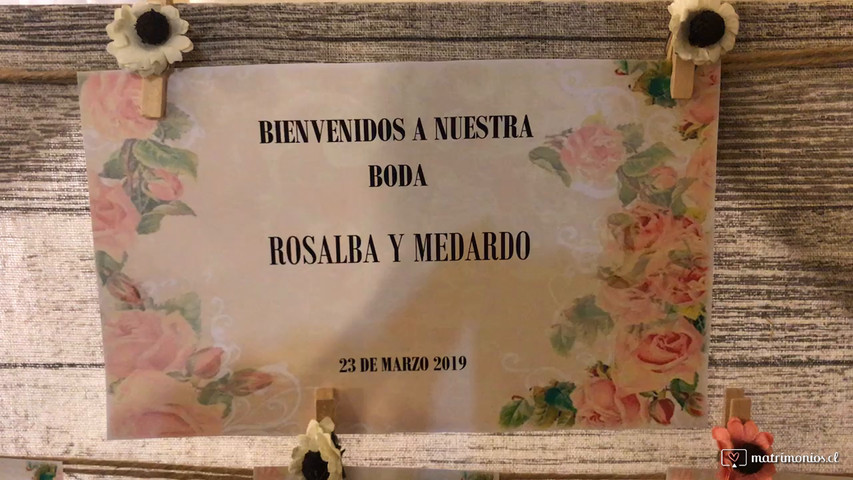 BIENVENIDOS A NUESTRA
BODA
ROSALBA Y MEDARDO
23 DE MARZO 2019
matrimonios.cl